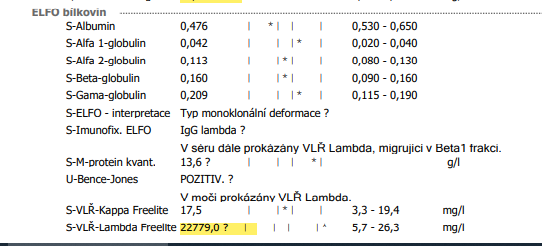 ELFO bílkovin
S-Albumin 0,476 | *| | | 0,530 - 0,650
S-Alfa 1-globulin 0,042 | | |* | 0,020 - 0,040
S-Alfa 2-globulin 0,113 | |*| | 0,080 - 0,130
S-Beta-globulin 0,160 | |*| | 0,090 - 0,160
S-Gama-globulin 0,209 | | |* | 0,115 - 0,190
S-ELFO - interpretace Typ monoklonální deformace ?
S-Imunofix. ELFO IgG lambda ?
V séru dále prokázány VLŘ Lambda, migrující v Beta1 frakci.
S-M-protein kvant. 13,6 ? | | | *| g/l
U-Bence-Jones POZITIV. ?
V moči prokázány VLŘ Lambda.
S-VLŘ-Kappa Freelite 17,5 | |*| | 3,3 - 19,4 mg/l
S-VLŘ-Lambda Freelite 22779,0 ? | | | |* 5,7 - 26,3 mg/l